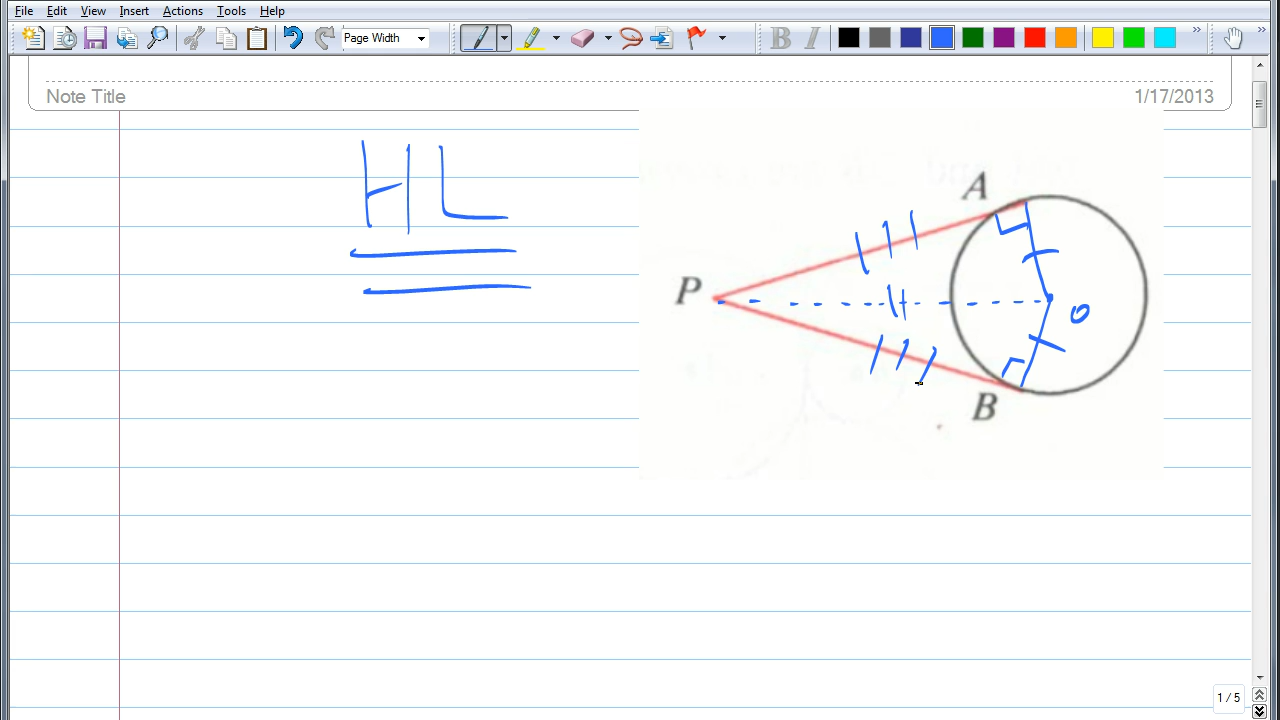 File Edit View Insert Actions Tools Help
Page Width
B I
Note Title 1/17/2013
HL
A
P
O
B
1 / 5